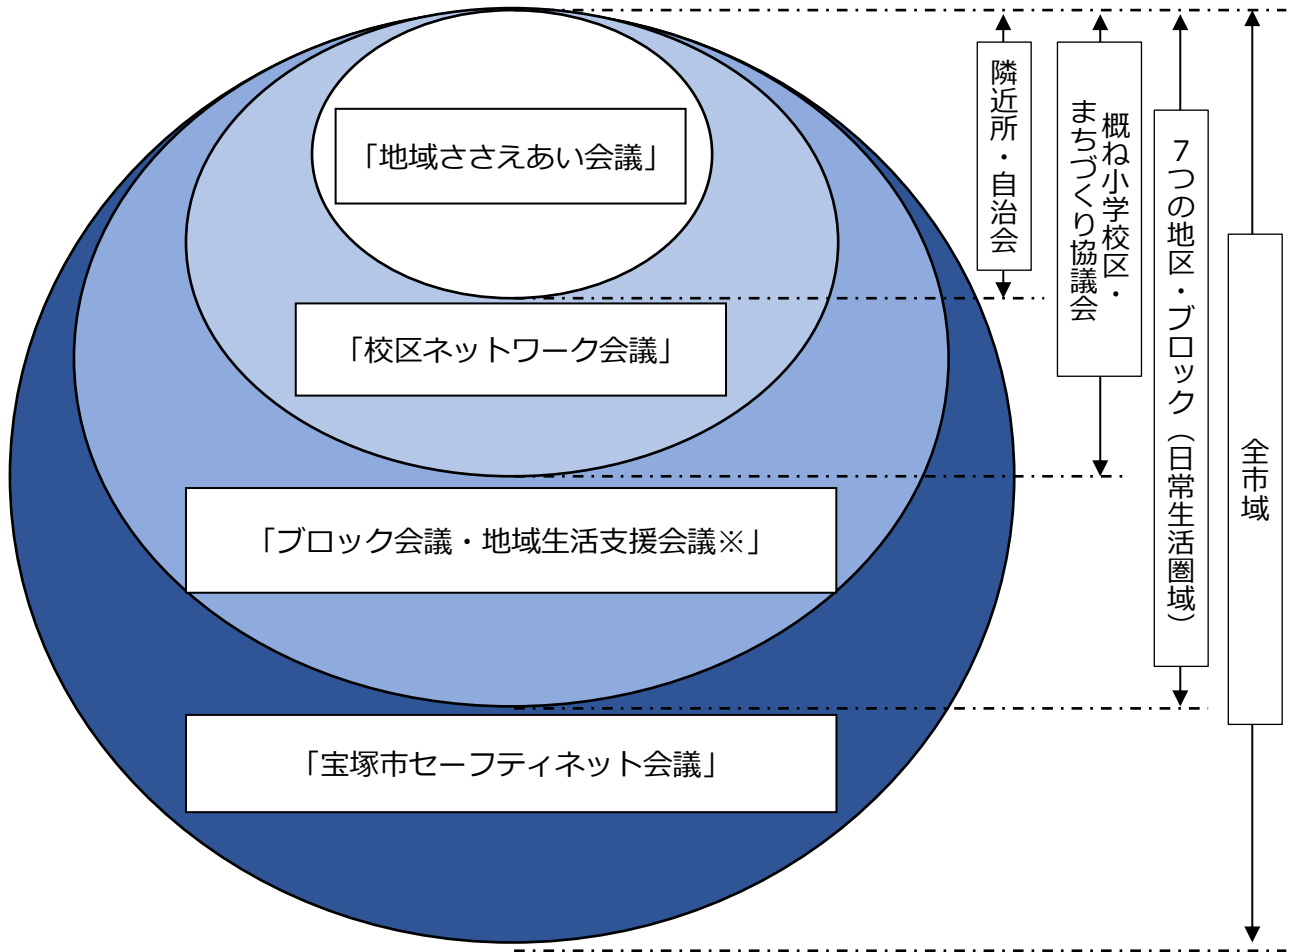 「地域ささえあい会議」
「校区ネットワーク会議」
「ブロック会議・地域生活支援会議※」
「宝塚市セーフティネット会議」
隣近所・自治会
概ね小学校区・
まちづくり協議会
7つの地区・ブロック（日常生活圏域）
全市域